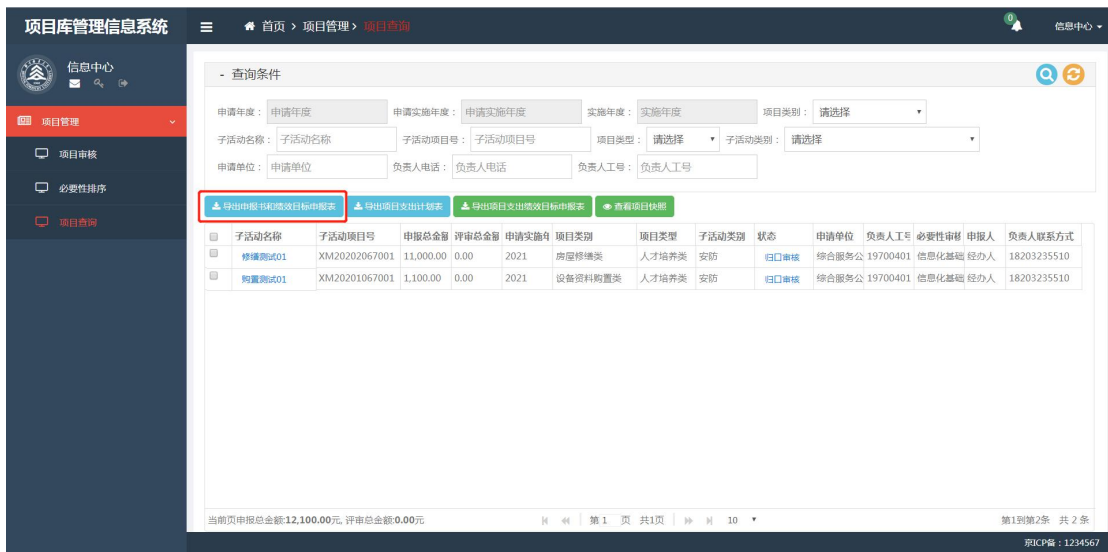 项目库管理信息系统
首页 > 项目管理 > 项目查询
0
信息中心
信息中心
项目管理
项目审核
必要性排序
项目查询
- 查询条件
申请年度： 申请年度 申请实施年度： 申请实施年度 实施年度： 实施年度 项目类别： 请选择
子活动名称： 子活动名称 子活动项目号： 子活动项目号 项目类型： 请选择 子活动类别： 请选择
申请单位： 申请单位 负责人电话： 负责人电话 负责人工号： 负责人工号
导出申报书和绩效目标申报表 导出项目支出计划表 导出项目支出绩效目标申报表 查看项目快照
子活动名称 子活动项目号 申报总金额 评审总金额 申请实施年 项目类别 项目类型 子活动类别 状态 申请单位 负责人工号 必要性审核 申报人 负责人联系方式
修缮测试01 XM20202067001 11,000.00 0.00 2021 房屋修缮类 人才培养类 安防 归口审核 综合服务公 19700401 信息化基础 经办人 18203235510
购置测试01 XM20201067001 1,100.00 0.00 2021 设备资料购置类 人才培养类 安防 归口审核 综合服务公 19700401 信息化基础 经办人 18203235510
当前页申报总金额:12,100.00元, 评审总金额:0.00元 第 1 页 共1页 10 第1到第2条 共 2 条
京ICP备：1234567